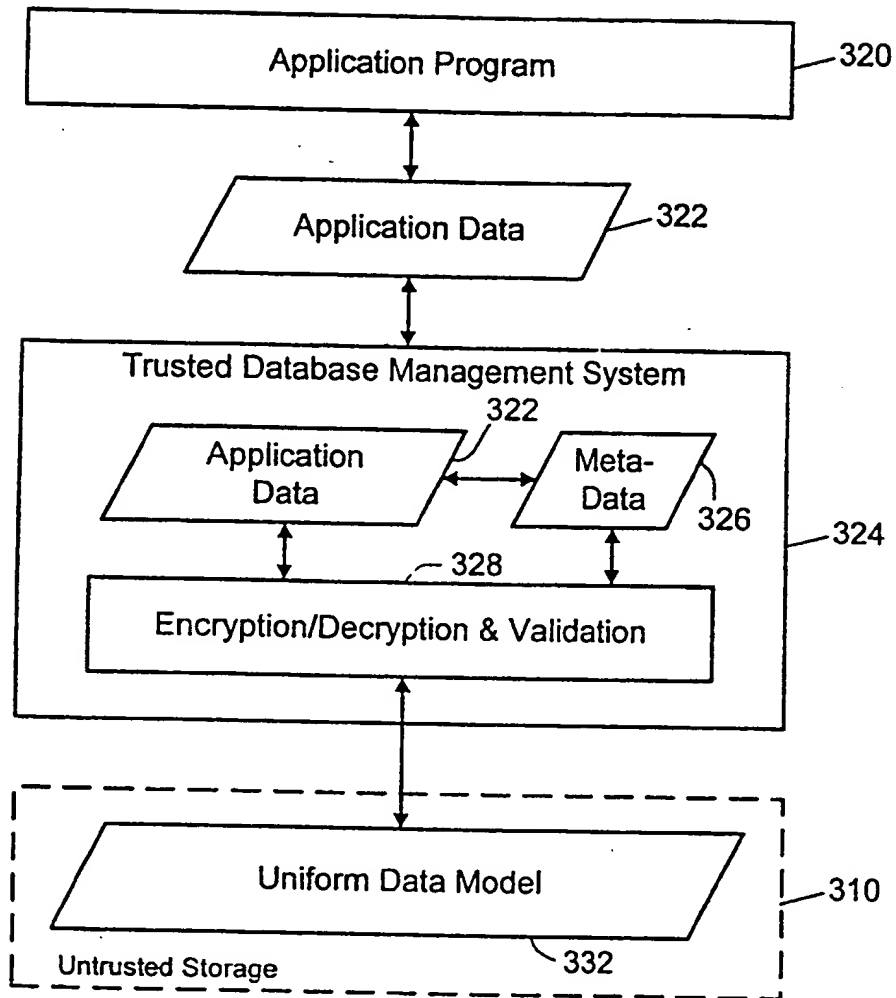 Application Program
320
Application Data
322
Trusted Database Management System
322
Application
Data
Meta-
Data
326
324
328
Encryption/Decryption & Validation
Uniform Data Model
310
332
Untrusted Storage